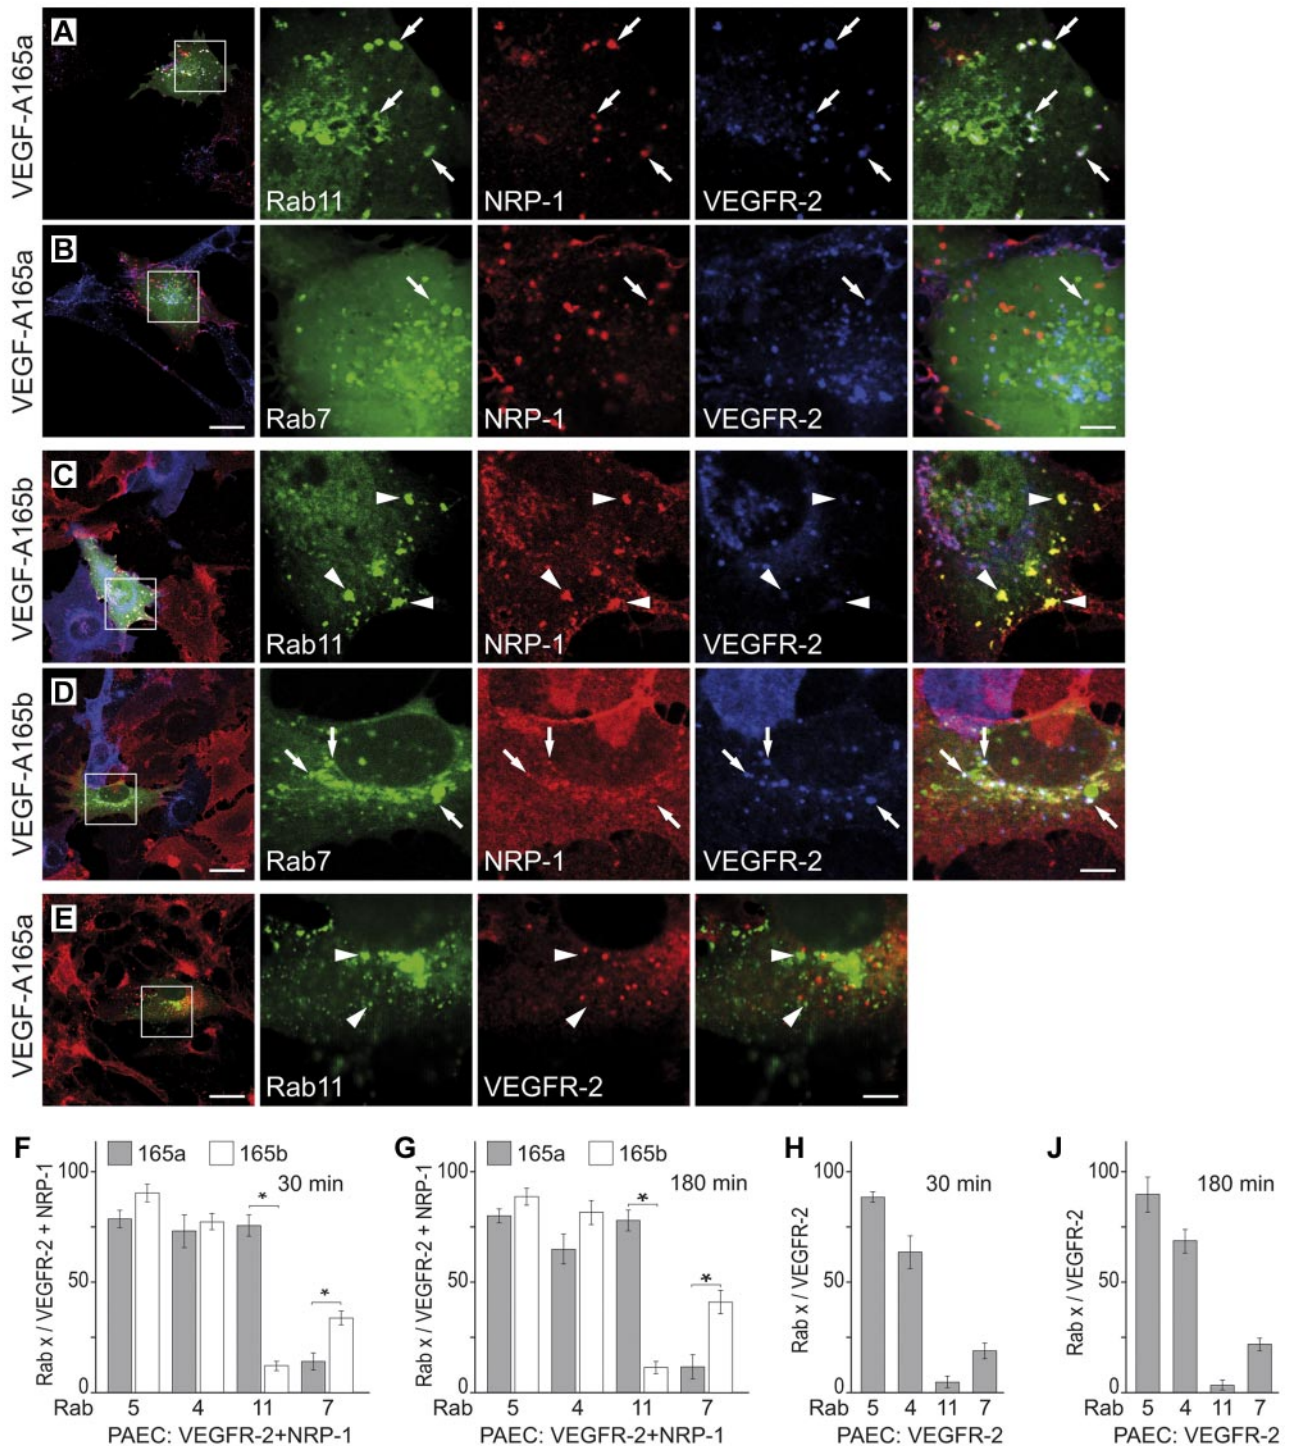 A
VEGF-A165a
Rab11
NRP-1
VEGFR-2
B
VEGF-A165a
Rab7
NRP-1
VEGFR-2
C
VEGF-A165b
Rab11
NRP-1
VEGFR-2
D
VEGF-A165b
Rab7
NRP-1
VEGFR-2
E
VEGF-A165a
Rab11
VEGFR-2
F
165a 165b
30 min
Rab x / VEGFR-2 + NRP-1
100
50
0
*
*
Rab 5 4 11 7
PAEC: VEGFR-2+NRP-1
G
165a 165b
180 min
Rab x / VEGFR-2 + NRP-1
100
50
0
*
*
Rab 5 4 11 7
PAEC: VEGFR-2+NRP-1
H
30 min
Rab x / VEGFR-2
100
50
0
Rab 5 4 11 7
PAEC: VEGFR-2
J
180 min
Rab x / VEGFR-2
100
50
0
Rab 5 4 11 7
PAEC: VEGFR-2